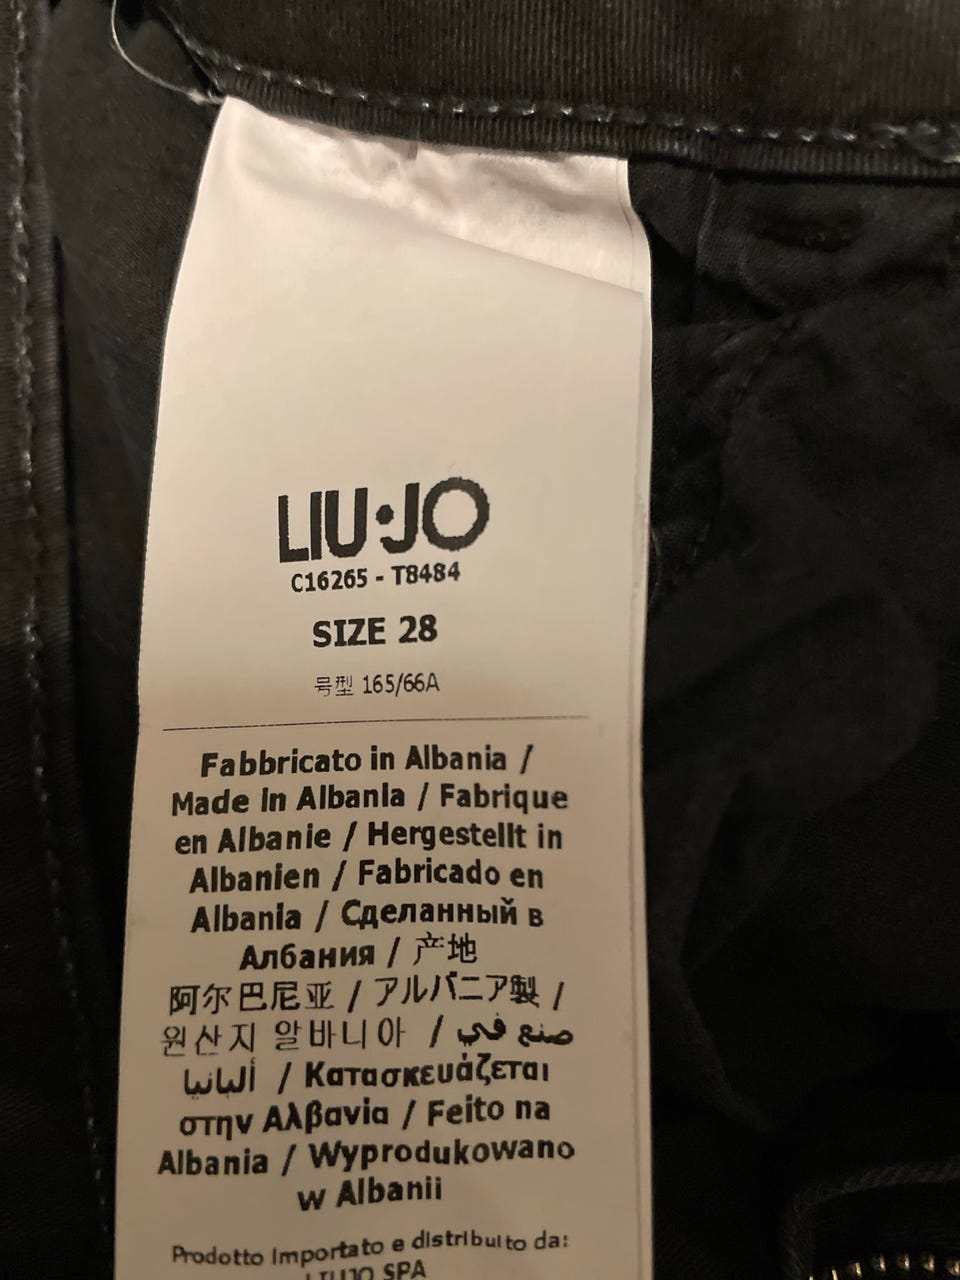 LIU·JO
C16265 - T8484
SIZE 28
号型 165/66A
Fabbricato in Albania /
Made in Albania / Fabrique
en Albanie / Hergestellt in
Albanien / Fabricado en
Albania / Сделанный в
Албания / 产地
阿尔巴尼亚 / アルバニア製 /
원산지 알바니아 / صنع في
ألبانيا / Κατασκευάζεται
στην Αλβανία / Feito na
Albania / Wyprodukowano
w Albanii
Prodotto importato e distribuito da:
LIUJO SPA